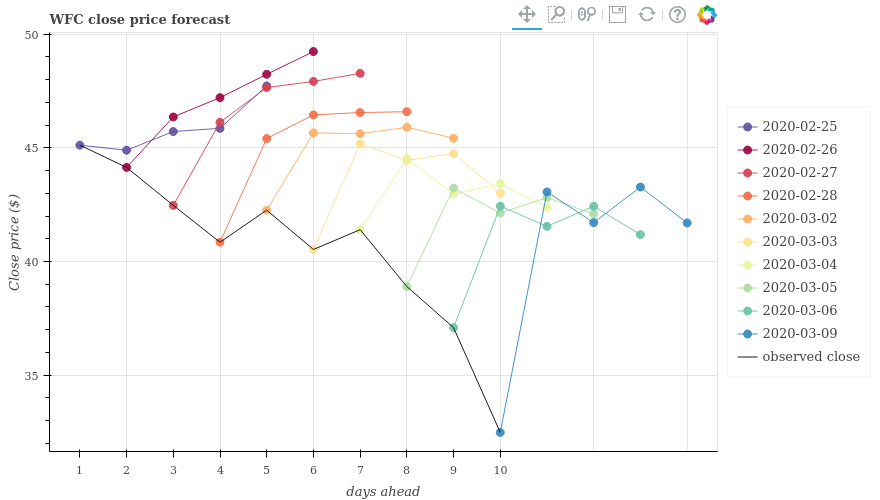 WFC close price forecast
50
45
40
35
Close price ($)
1 2 3 4 5 6 7 8 9 10
days ahead
2020-02-25
2020-02-26
2020-02-27
2020-02-28
2020-03-02
2020-03-03
2020-03-04
2020-03-05
2020-03-06
2020-03-09
observed close